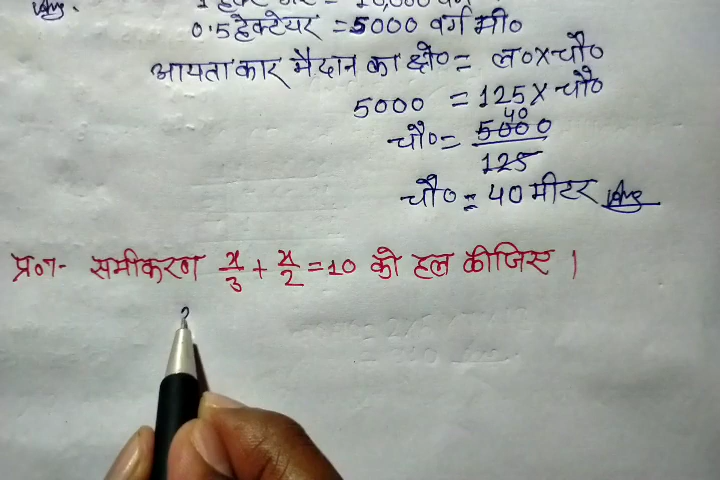 Ans.
0.5 हेक्टेयर = 5000 वर्ग मी०
आयताकार मैदान का क्षे० = ल० × चौ०
5000 = 125 × चौ०
40
चौ० = 5000
125
चौ० = 40 मीटर Ans
प्र०7- समीकरण x/3 + x/2 = 10 को हल कीजिए।